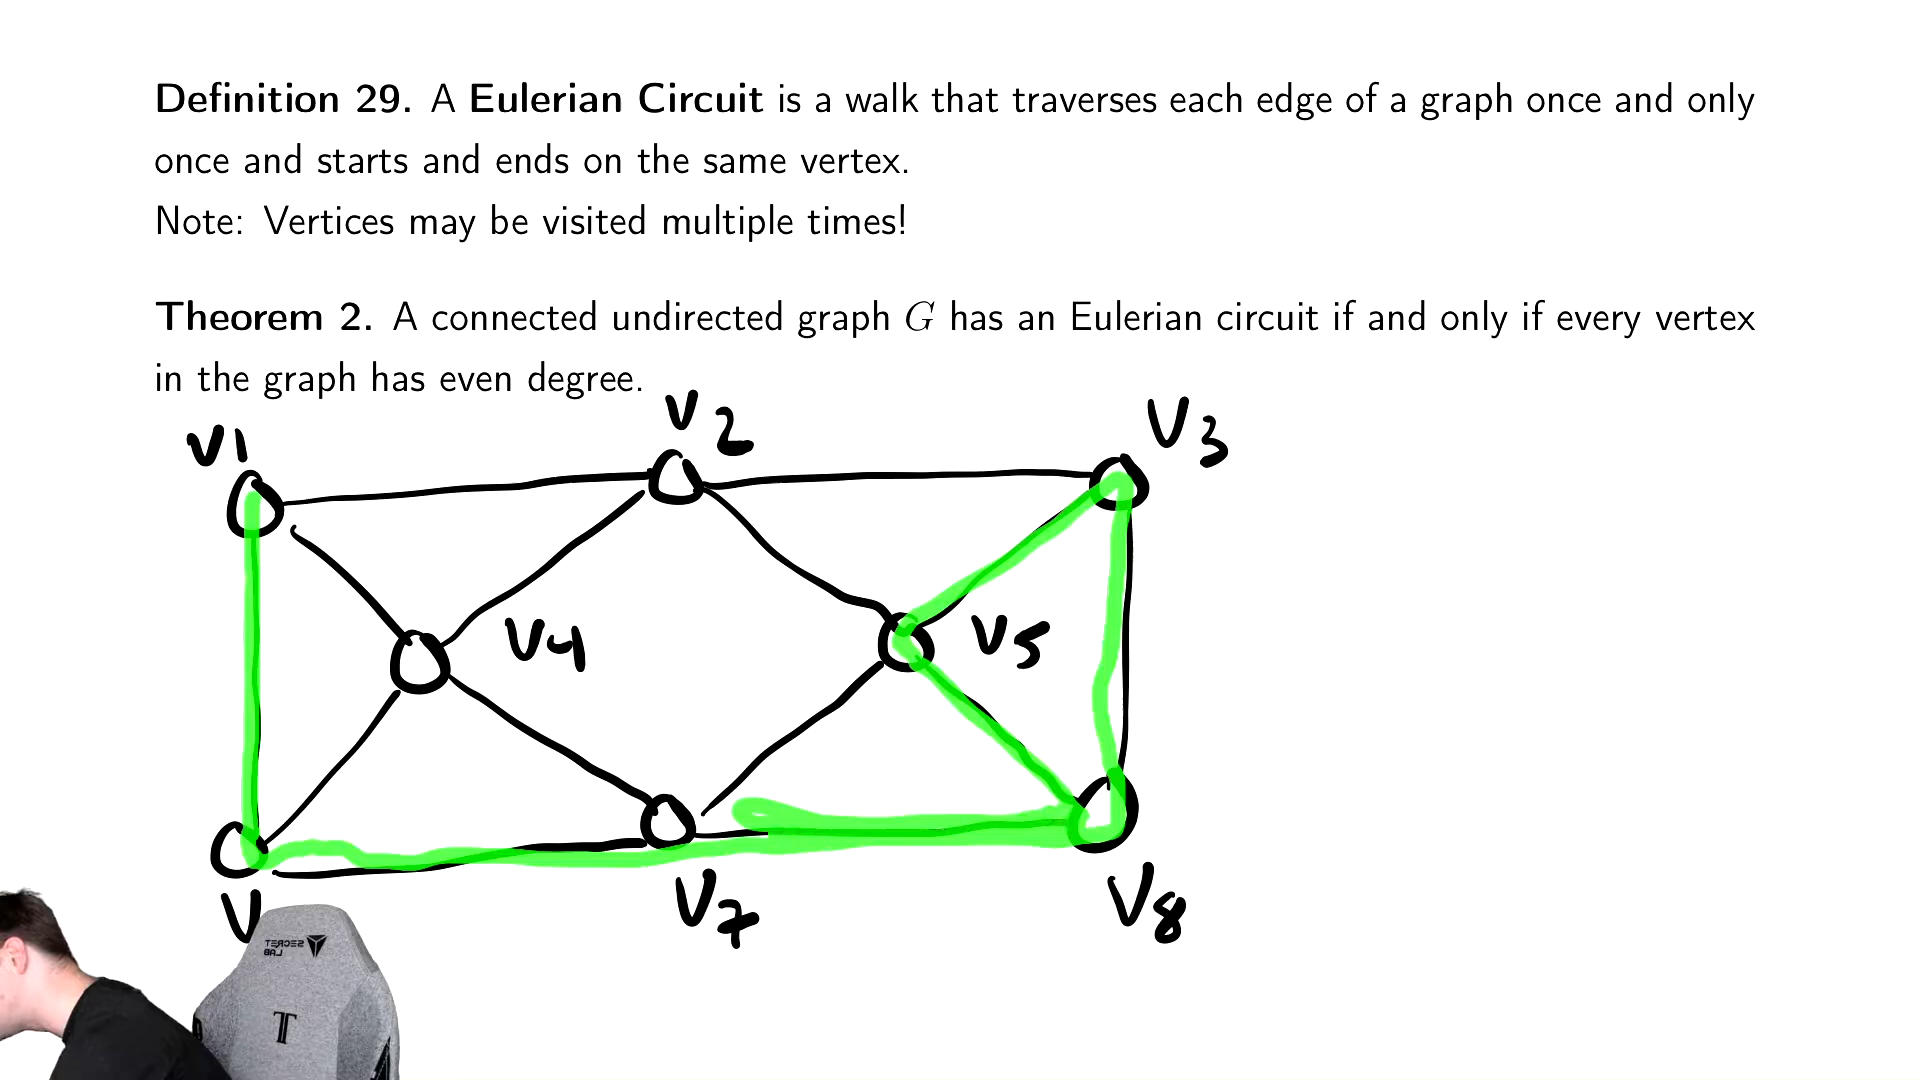 Definition 29. A Eulerian Circuit is a walk that traverses each edge of a graph once and only
once and starts and ends on the same vertex.
Note: Vertices may be visited multiple times!
Theorem 2. A connected undirected graph G has an Eulerian circuit if and only if every vertex
in the graph has even degree.
V1
V2
V3
V4
V5
V
V7
V8
SECRET
LAB
T